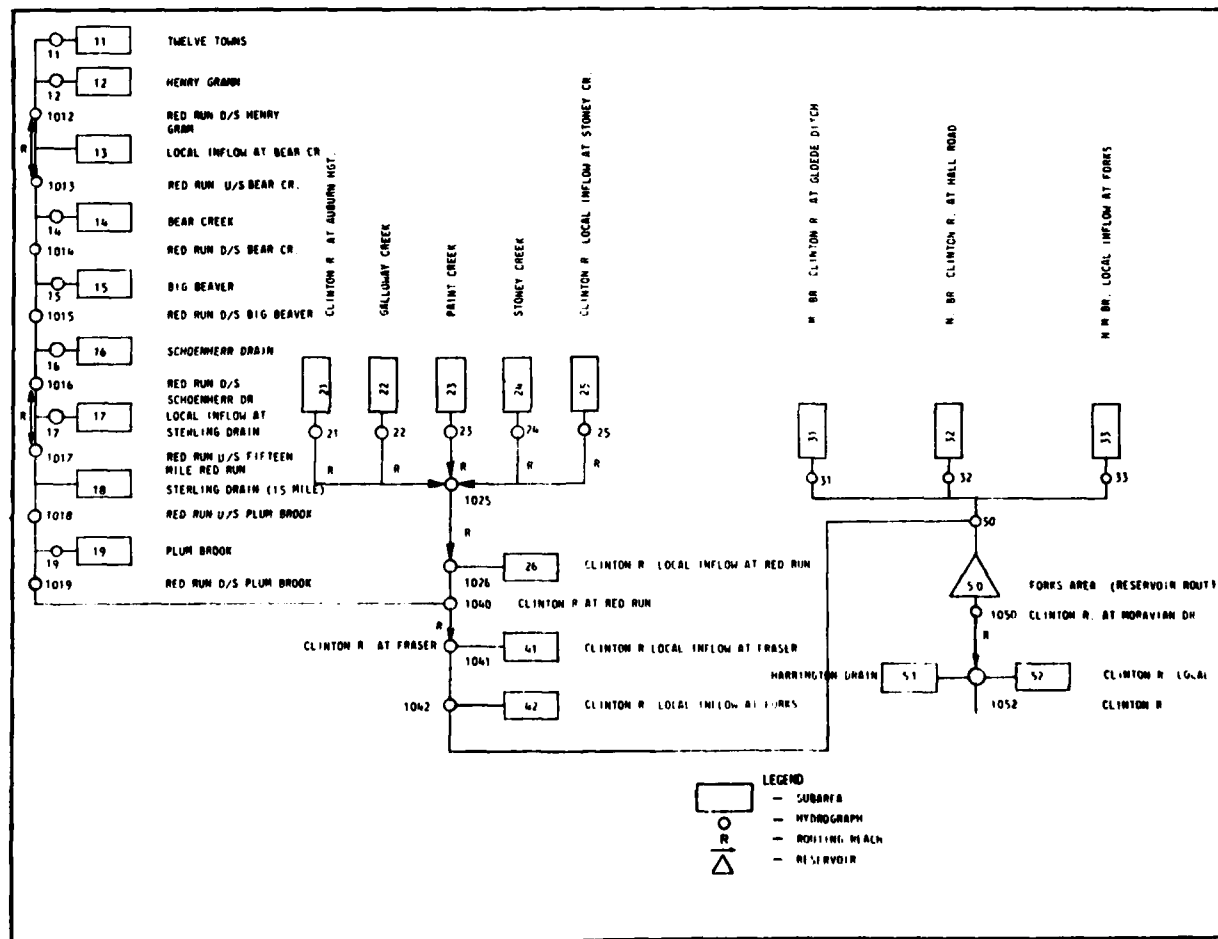 11
11
TWELVE TOWNS
12
12
HENRY GRAMM
1012
RED RUN D/S HENRY
GRAM
R
13
LOCAL INFLOW AT BEAR CR
1013
RED RUN U/S BEAR CR.
14
14
BEAR CREEK
1014
RED RUN D/S BEAR CR.
15
15
BIG BEAVER
1015
RED RUN D/S BIG BEAVER
16
16
SCHOENHERR DRAIN
1016
RED RUN D/S
SCHOENHERR DR
R
17
17
LOCAL INFLOW AT
STERLING DRAIN
1017
RED RUN U/S FIFTEEN
MILE RED RUN
18
STERLING DRAIN (15 MILE)
1018
RED RUN U/S PLUM BROOK
19
19
PLUM BROOK
1019
RED RUN D/S PLUM BROOK
CLINTON R AT AUBURN HGT.
GALLOWAY CREEK
PAINT CREEK
STONEY CREEK
CLINTON R LOCAL INFLOW AT STONEY CR.
21
22
23
24
25
21
22
23
24
25
R
R
R
R
R
1025
R
26
CLINTON R LOCAL INFLOW AT RED RUN
1026
1040
CLINTON R AT RED RUN
R
CLINTON R AT FRASER
1041
41
CLINTON R LOCAL INFLOW AT FRASER
1042
42
CLINTON R LOCAL INFLOW AT FORKS
N BR CLINTON R AT GLOEDE DITCH
N. BR CLINTON R. AT HALL ROAD
BR. LOCAL INFLOW AT FORKS
31
32
33
31
32
33
50
50
FORKS AREA (RESERVOIR ROUTI
1050
CLINTON R. AT MORAVIAN DR
R
HARRINGTON DRAIN
51
52
CLINTON R LOCAL
1052
CLINTON R
LEGEND
— SUBAREA
— HYDROGRAPH
R — ROUTING REACH
— RESERVOIR